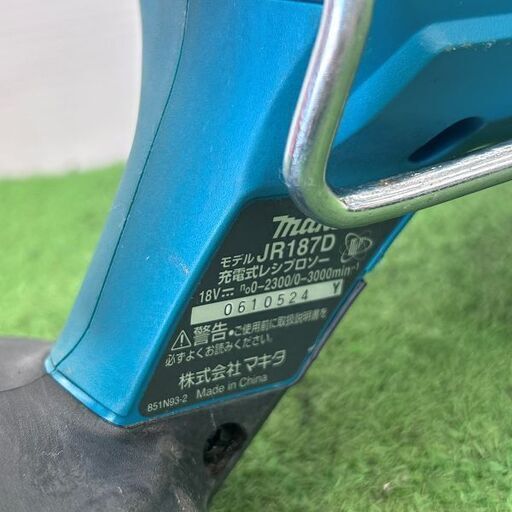 モデル JR187D
充電式レシプロソー
18V⎓ n₀0-2300/0-3000min⁻¹
0610524 Y
⚠警告・ご使用前に取扱説明書を
必ずよくお読みください。
株式会社マキタ
851N93-2 Made in China